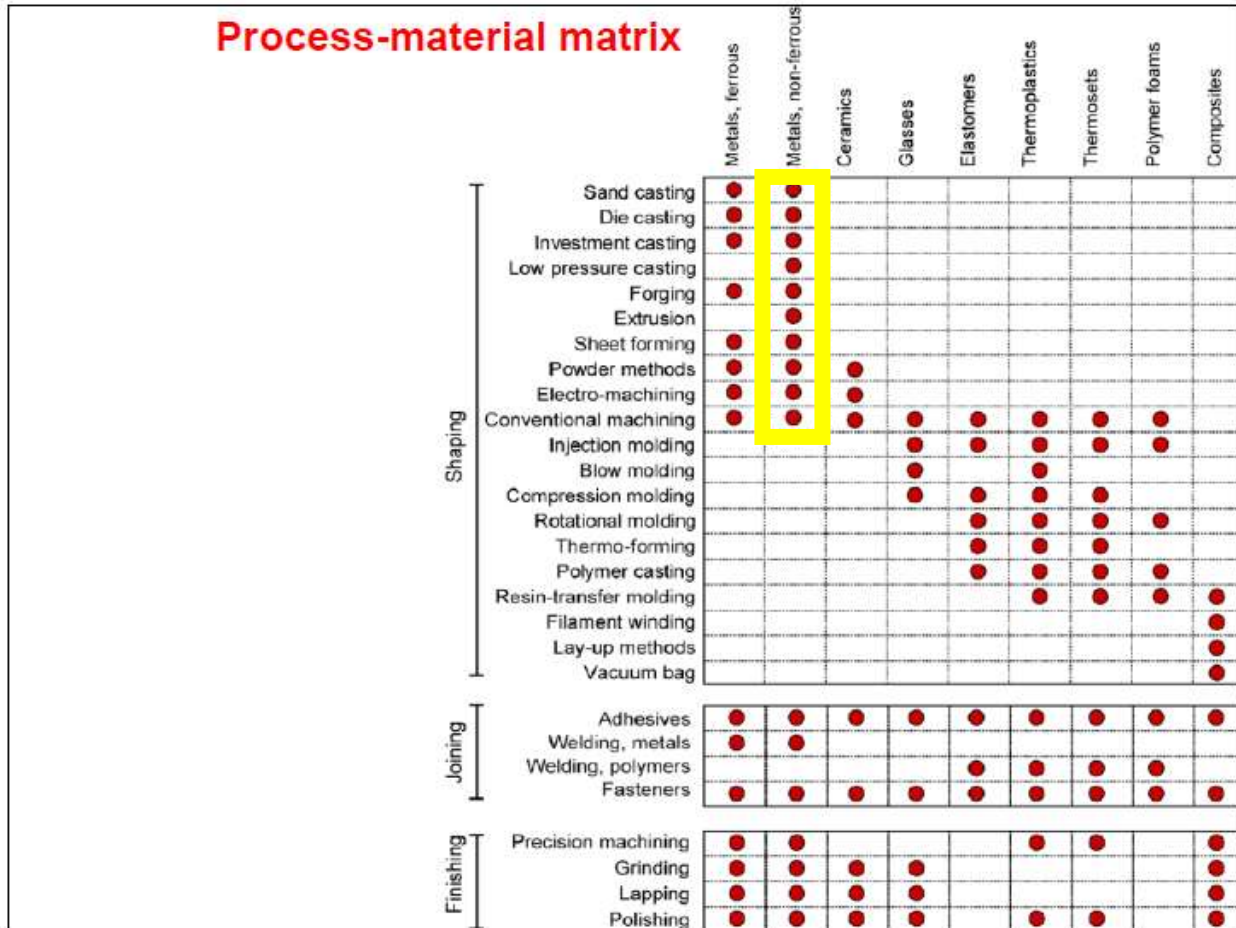 Process-material matrix
Metals, ferrous
Metals, non-ferrous
Ceramics
Glasses
Elastomers
Thermoplastics
Thermosets
Polymer foams
Composites
Shaping
Sand casting
Die casting
Investment casting
Low pressure casting
Forging
Extrusion
Sheet forming
Powder methods
Electro-machining
Conventional machining
Injection molding
Blow molding
Compression molding
Rotational molding
Thermo-forming
Polymer casting
Resin-transfer molding
Filament winding
Lay-up methods
Vacuum bag
Joining
Adhesives
Welding, metals
Welding, polymers
Fasteners
Finishing
Precision machining
Grinding
Lapping
Polishing